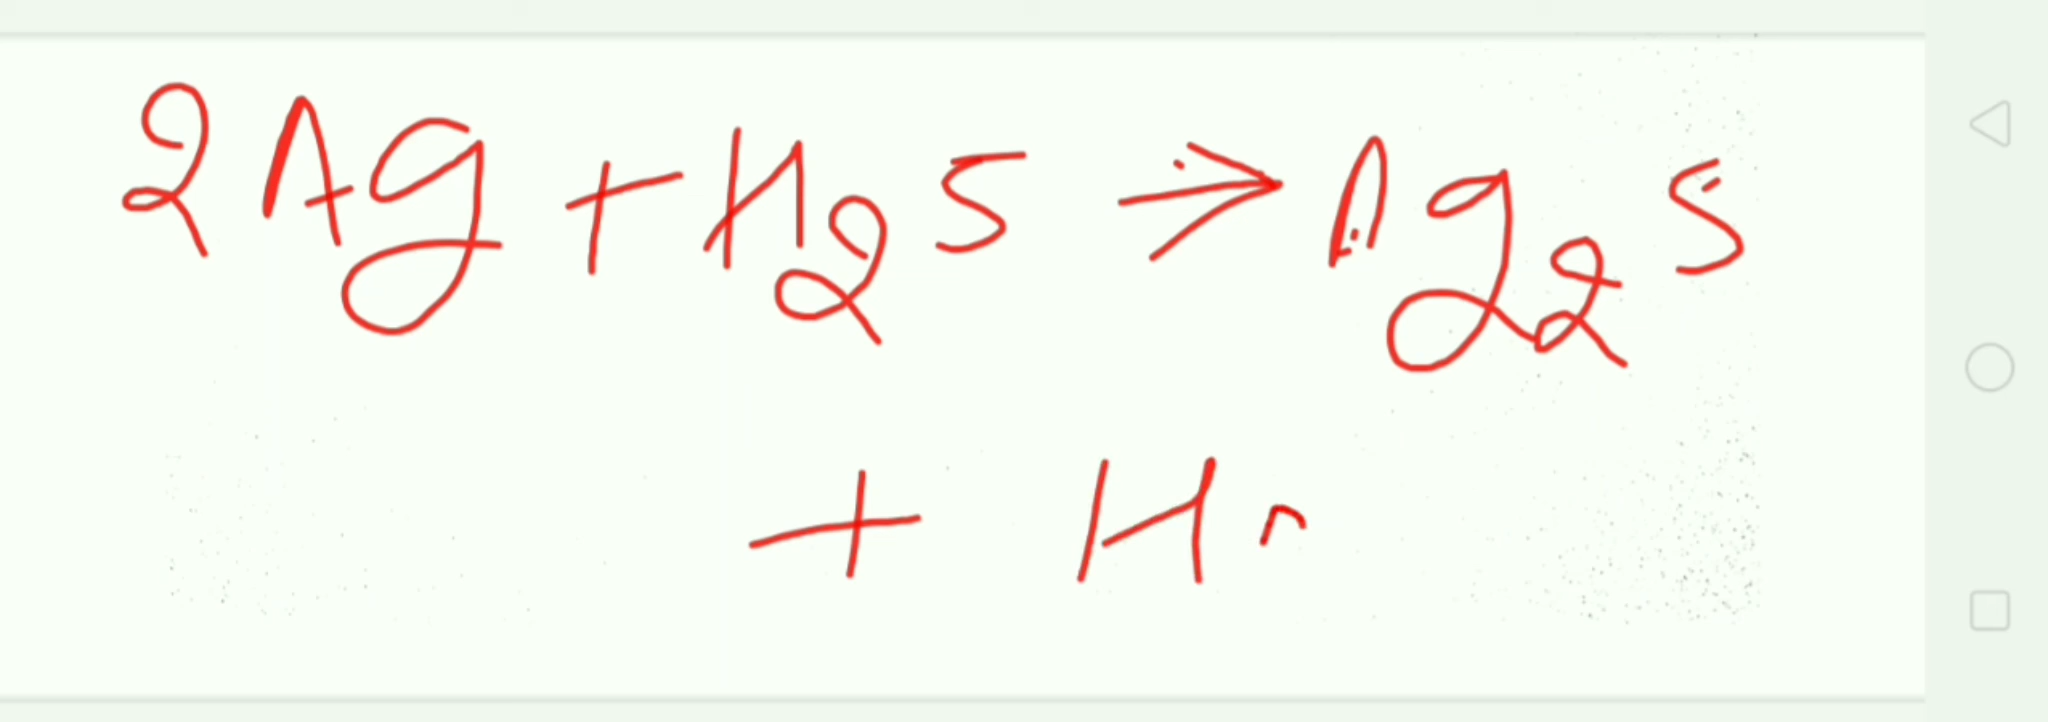 2Ag + H₂S → Ag₂S
+ H